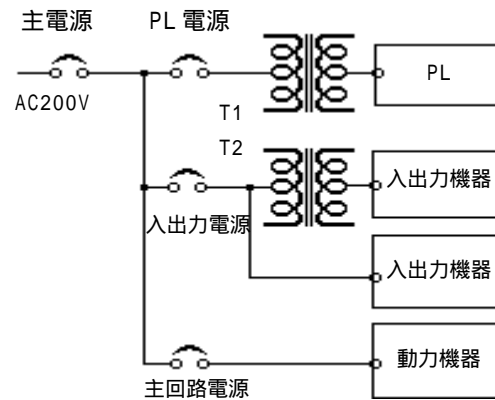 主電源
PL 電源
PL
AC200V
T1
T2
入出力機器
入出力電源
入出力機器
動力機器
主回路電源